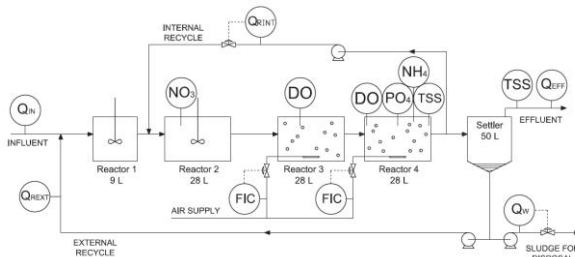 INTERNAL
RECYCLE
QRINT
NH4
QIN
NO3
DO
DO
PO4
TSS
TSS
QEFF
INFLUENT
EFFLUENT
Settler
50 L
Reactor 1
9 L
Reactor 2
28 L
Reactor 3
28 L
Reactor 4
28 L
QREXT
FIC
FIC
AIR SUPPLY
QW
EXTERNAL
RECYCLE
SLUDGE FOR